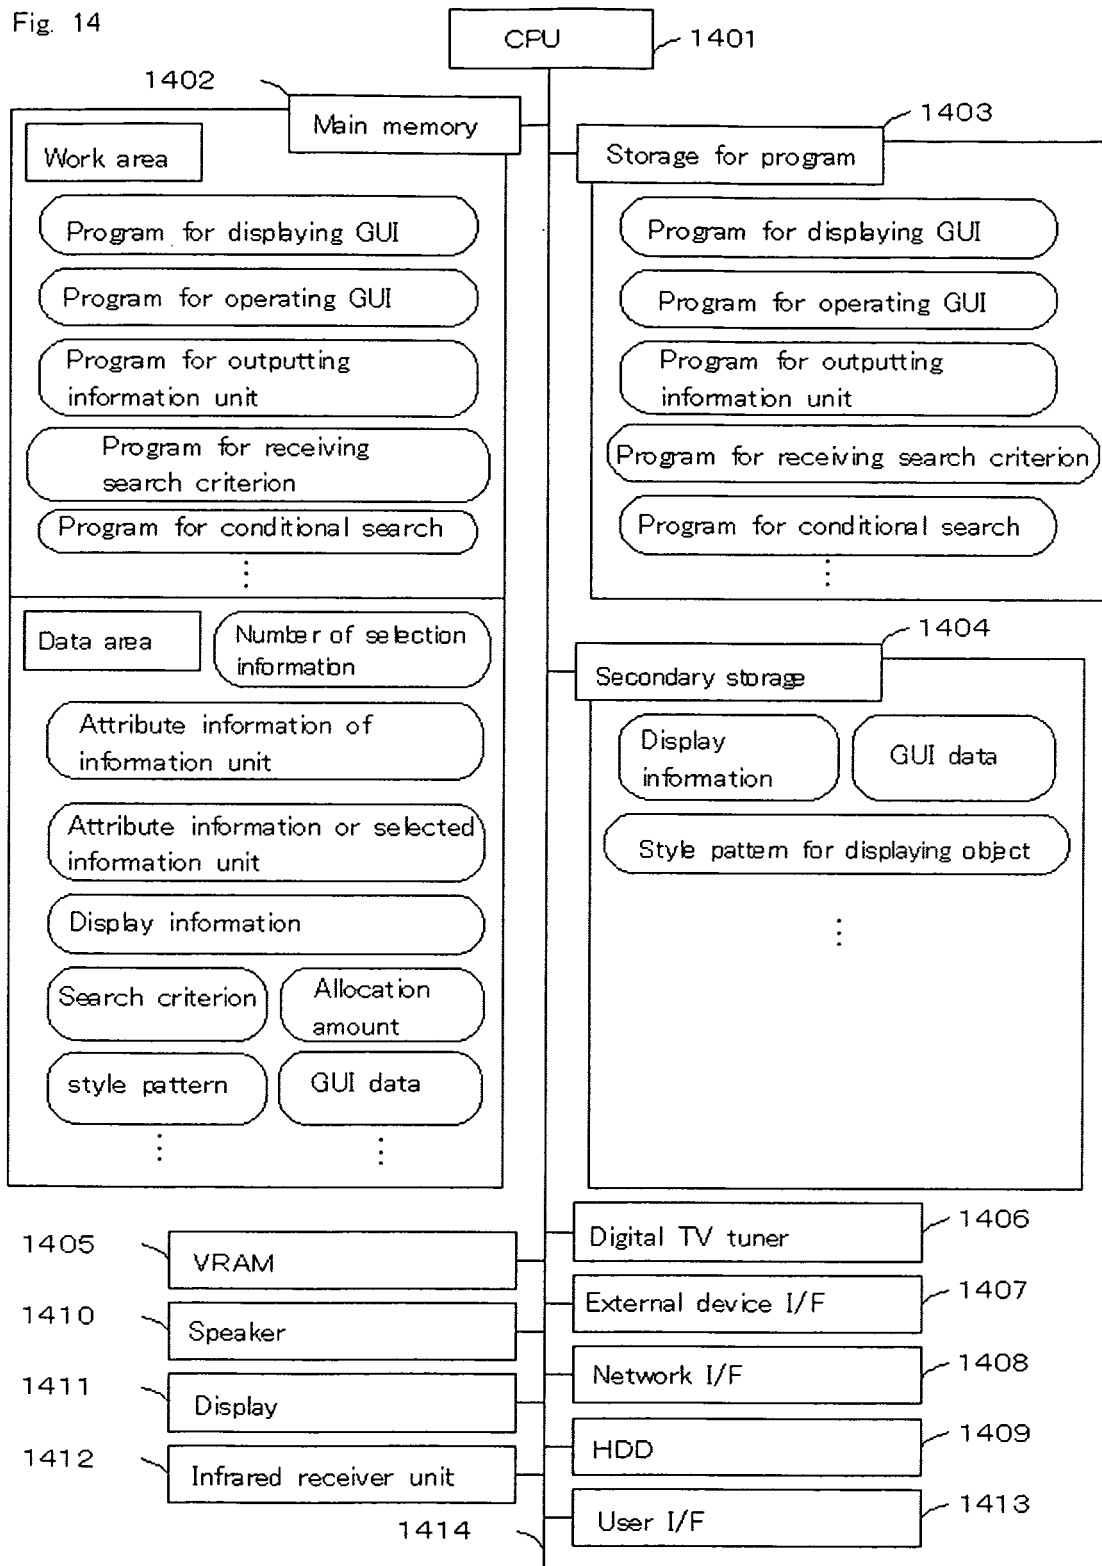 Fig. 14
CPU
1401
1402
Main memory
Work area
Program for displaying GUI
Program for operating GUI
Program for outputting
information unit
Program for receiving
search criterion
Program for conditional search
Data area
Number of selection
information
Attribute information of
information unit
Attribute information or selected
information unit
Display information
Search criterion
Allocation
amount
style pattern
GUI data
1403
Storage for program
Program for displaying GUI
Program for operating GUI
Program for outputting
information unit
Program for receiving search criterion
Program for conditional search
1404
Secondary storage
Display
information
GUI data
Style pattern for displaying object
1405
VRAM
1410
Speaker
1411
Display
1412
Infrared receiver unit
Digital TV tuner
1406
External device I/F
1407
Network I/F
1408
HDD
1409
User I/F
1413
1414